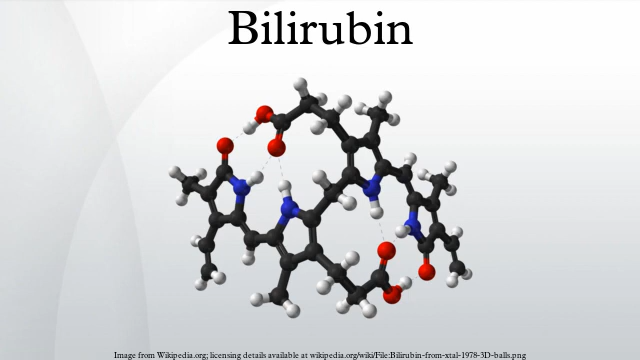 Bilirubin
Image from Wikipedia.org; licensing details available at wikipedia.org/wiki/File:Bilirubin-from-xtal-1978-3D-balls.png